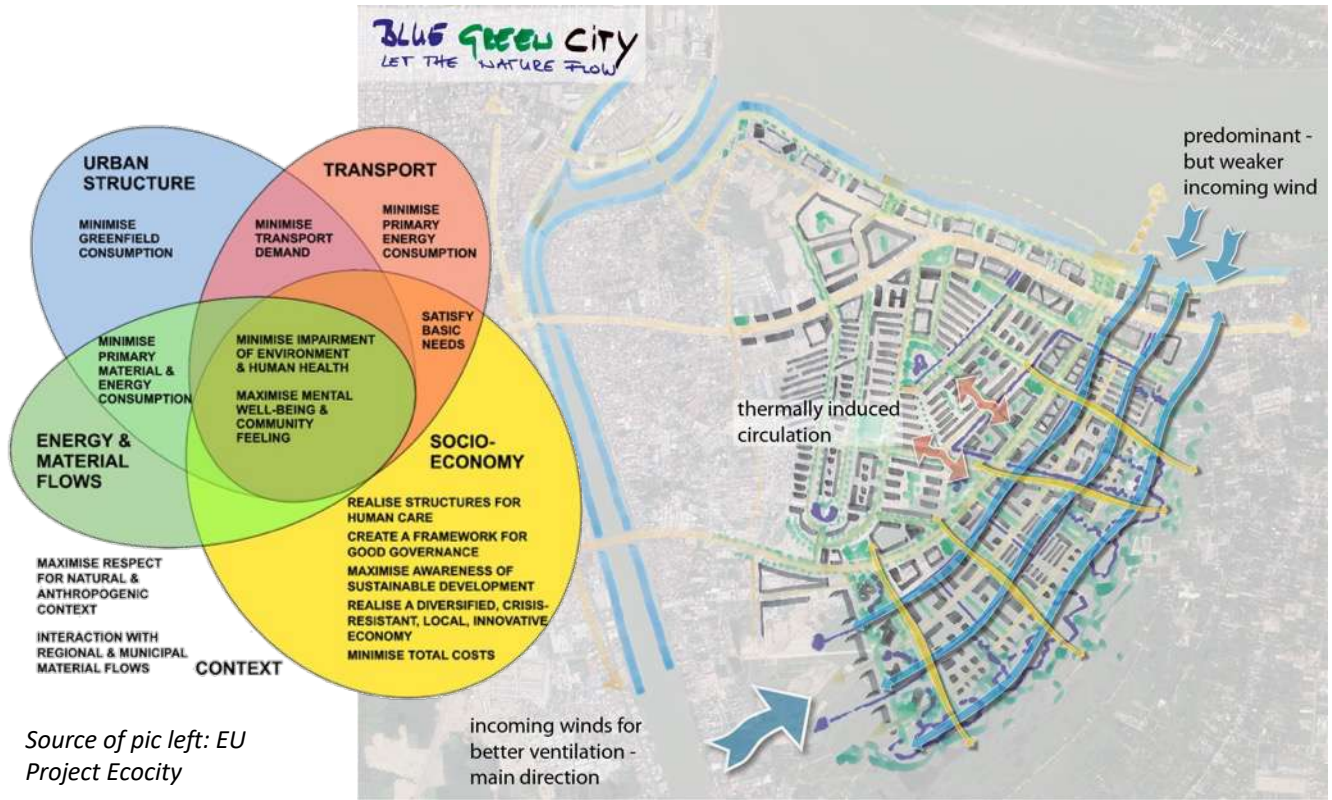 BLUE GREEN CITY
LET THE NATURE FLOW
URBAN
STRUCTURE
MINIMISE
GREENFIELD
CONSUMPTION
MINIMISE
TRANSPORT
DEMAND
TRANSPORT
MINIMISE
PRIMARY
ENERGY
CONSUMPTION
SATISFY
BASIC
NEEDS
MINIMISE
PRIMARY
MATERIAL &
ENERGY
CONSUMPTION
MINIMISE IMPAIRMENT
OF ENVIRONMENT
& HUMAN HEALTH
MAXIMISE MENTAL
WELL-BEING &
COMMUNITY
FEELING
ENERGY &
MATERIAL
FLOWS
SOCIO-
ECONOMY
REALISE STRUCTURES FOR
HUMAN CARE
CREATE A FRAMEWORK FOR
GOOD GOVERNANCE
MAXIMISE AWARENESS OF
SUSTAINABLE DEVELOPMENT
REALISE A DIVERSIFIED, CRISIS-
RESISTANT, LOCAL, INNOVATIVE
ECONOMY
MINIMISE TOTAL COSTS
MAXIMISE RESPECT
FOR NATURAL &
ANTHROPOGENIC
CONTEXT
INTERACTION WITH
REGIONAL & MUNICIPAL
MATERIAL FLOWS
CONTEXT
Source of pic left: EU
Project Ecocity
predominant -
but weaker
incoming wind
thermally induced
circulation
incoming winds for
better ventilation -
main direction